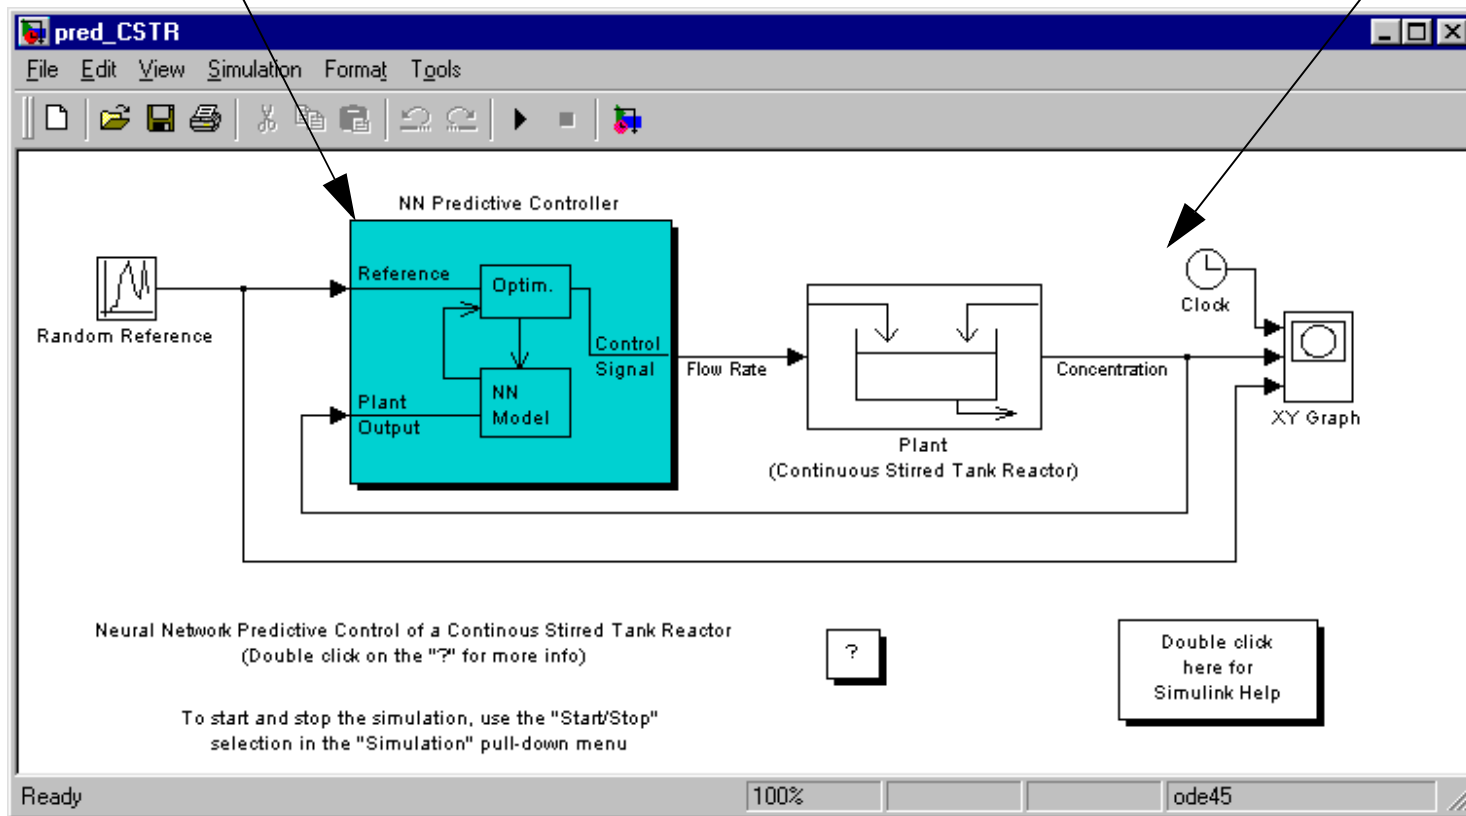 pred_CSTR
File Edit View Simulation Format Tools
NN Predictive Controller
Reference
Optim.
Random Reference
Control
Signal
NN
Model
Plant
Output
Flow Rate
Concentration
Clock
XY Graph
Plant
(Continuous Stirred Tank Reactor)
Neural Network Predictive Control of a Continous Stirred Tank Reactor
(Double click on the "?" for more info)
?
Double click
here for
Simulink Help
To start and stop the simulation, use the "Start/Stop"
selection in the "Simulation" pull-down menu
Ready 100% ode45